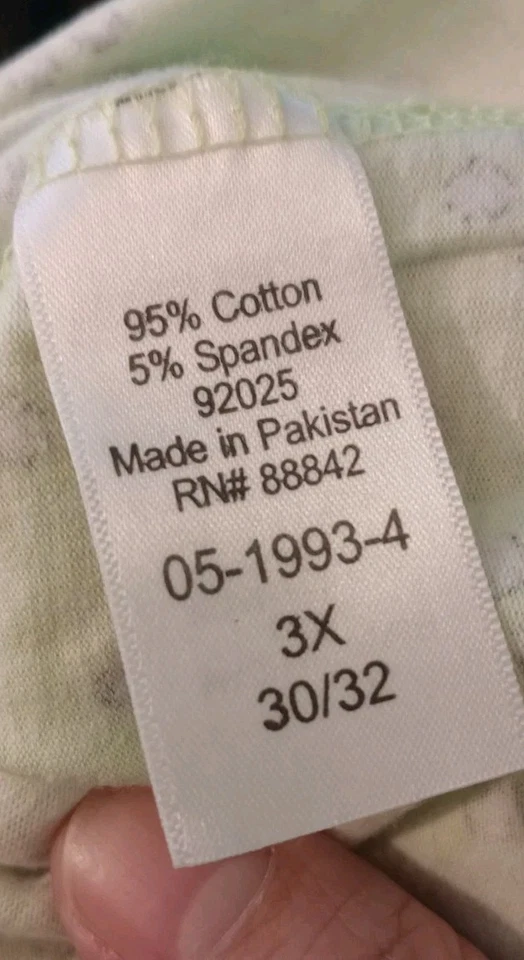 95% Cotton
5% Spandex
92025
Made in Pakistan
RN# 88842
05-1993-4
3X
30/32